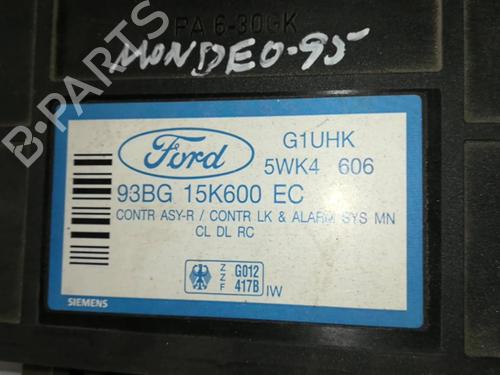 PA 6-30GK
MONDEO-95
B-PARTS
Ford
G1UHK
5WK4 606
93BG 15K600 EC
CONTR ASY-R / CONTR LK & ALARM SYS MN
CL DL RC
Z Z F
G012
417B
IW
SIEMENS